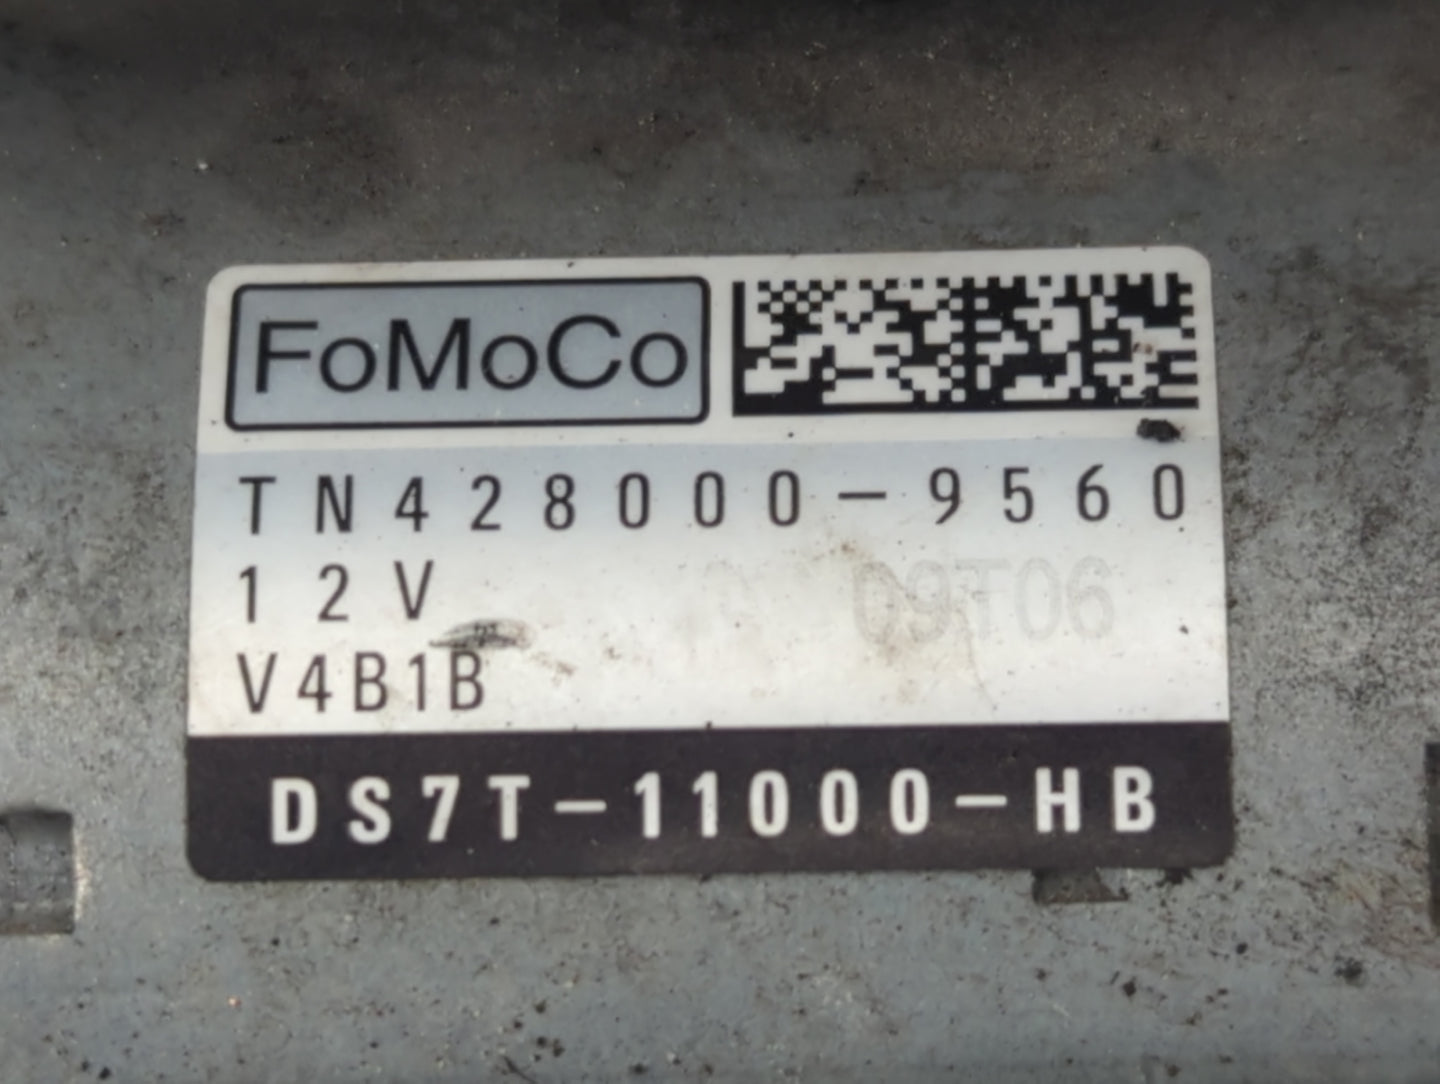 FoMoCo
TN428000-9560
12V
09T06
V4B1B
DS7T-11000-HB